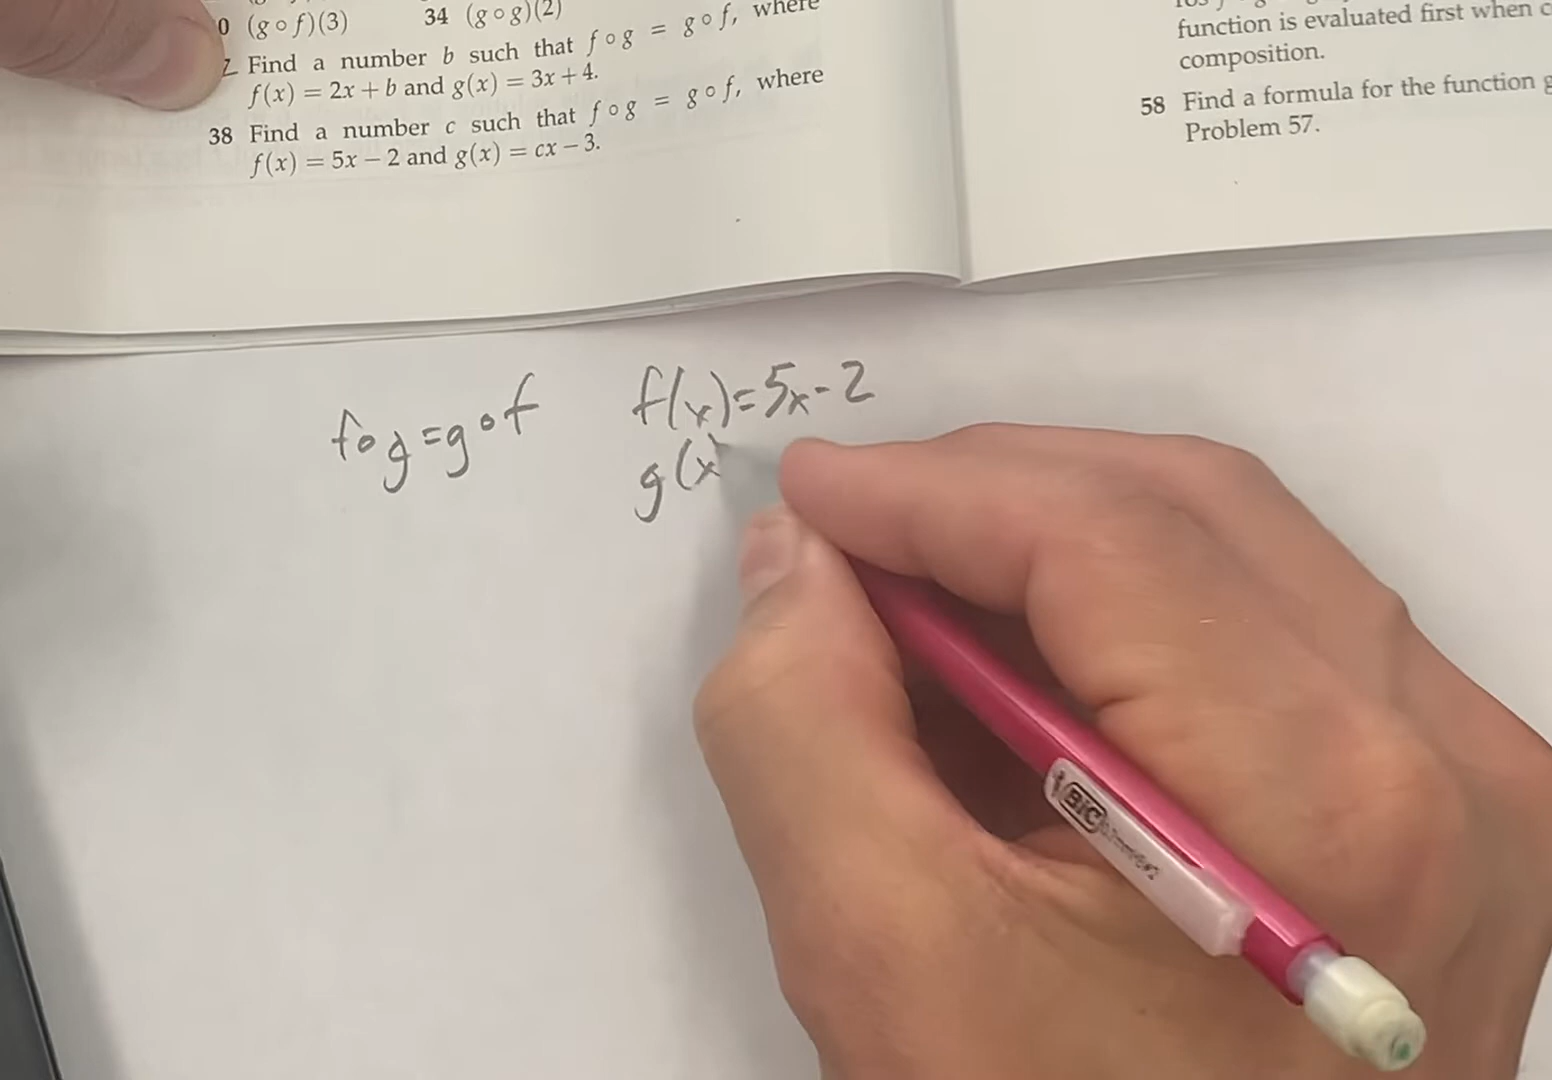 0 (g∘f)(3) 34 (g∘g)(2)
7 Find a number b such that f∘g = g∘f, where
f(x) = 2x + b and g(x) = 3x + 4.
38 Find a number c such that f∘g = g∘f, where
f(x) = 5x − 2 and g(x) = cx − 3.
function is evaluated first when c
composition.
58 Find a formula for the function g
Problem 57.
f∘g=g∘f
f(x)=5x-2
g(x)
BIC